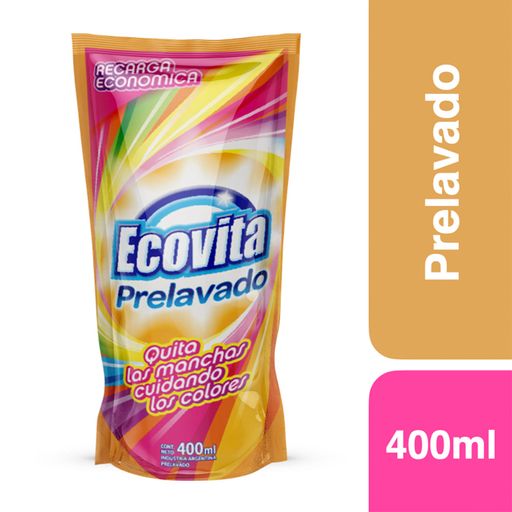 RECARGA
ECONOMICA
Ecovita
Prelavado
Quita
las manchas
cuidando
los colores
CONT.
NETO: 400ml
INDUSTRIA ARGENTINA
PRELAVADO
Prelavado
400ml